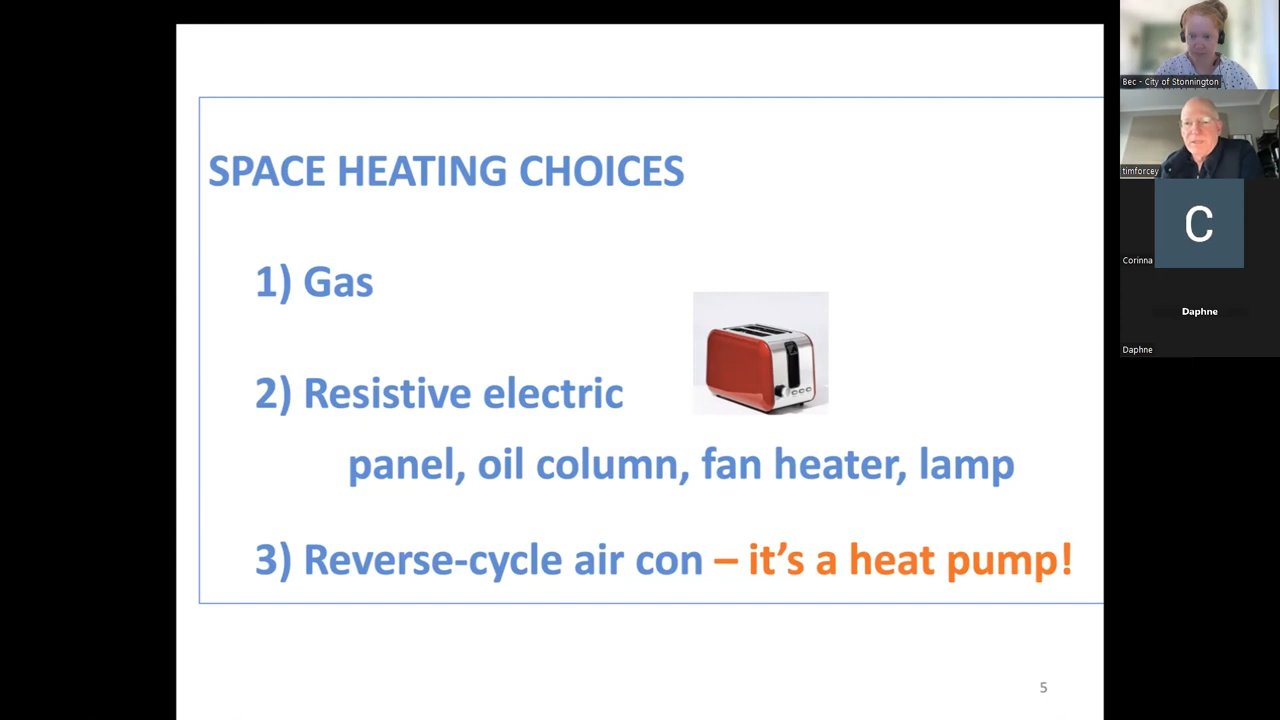 SPACE HEATING CHOICES
1) Gas
2) Resistive electric
panel, oil column, fan heater, lamp
3) Reverse-cycle air con – it’s a heat pump!
5
Bec - City of Stonnington
timforcey
C
Corinna
Daphne
Daphne